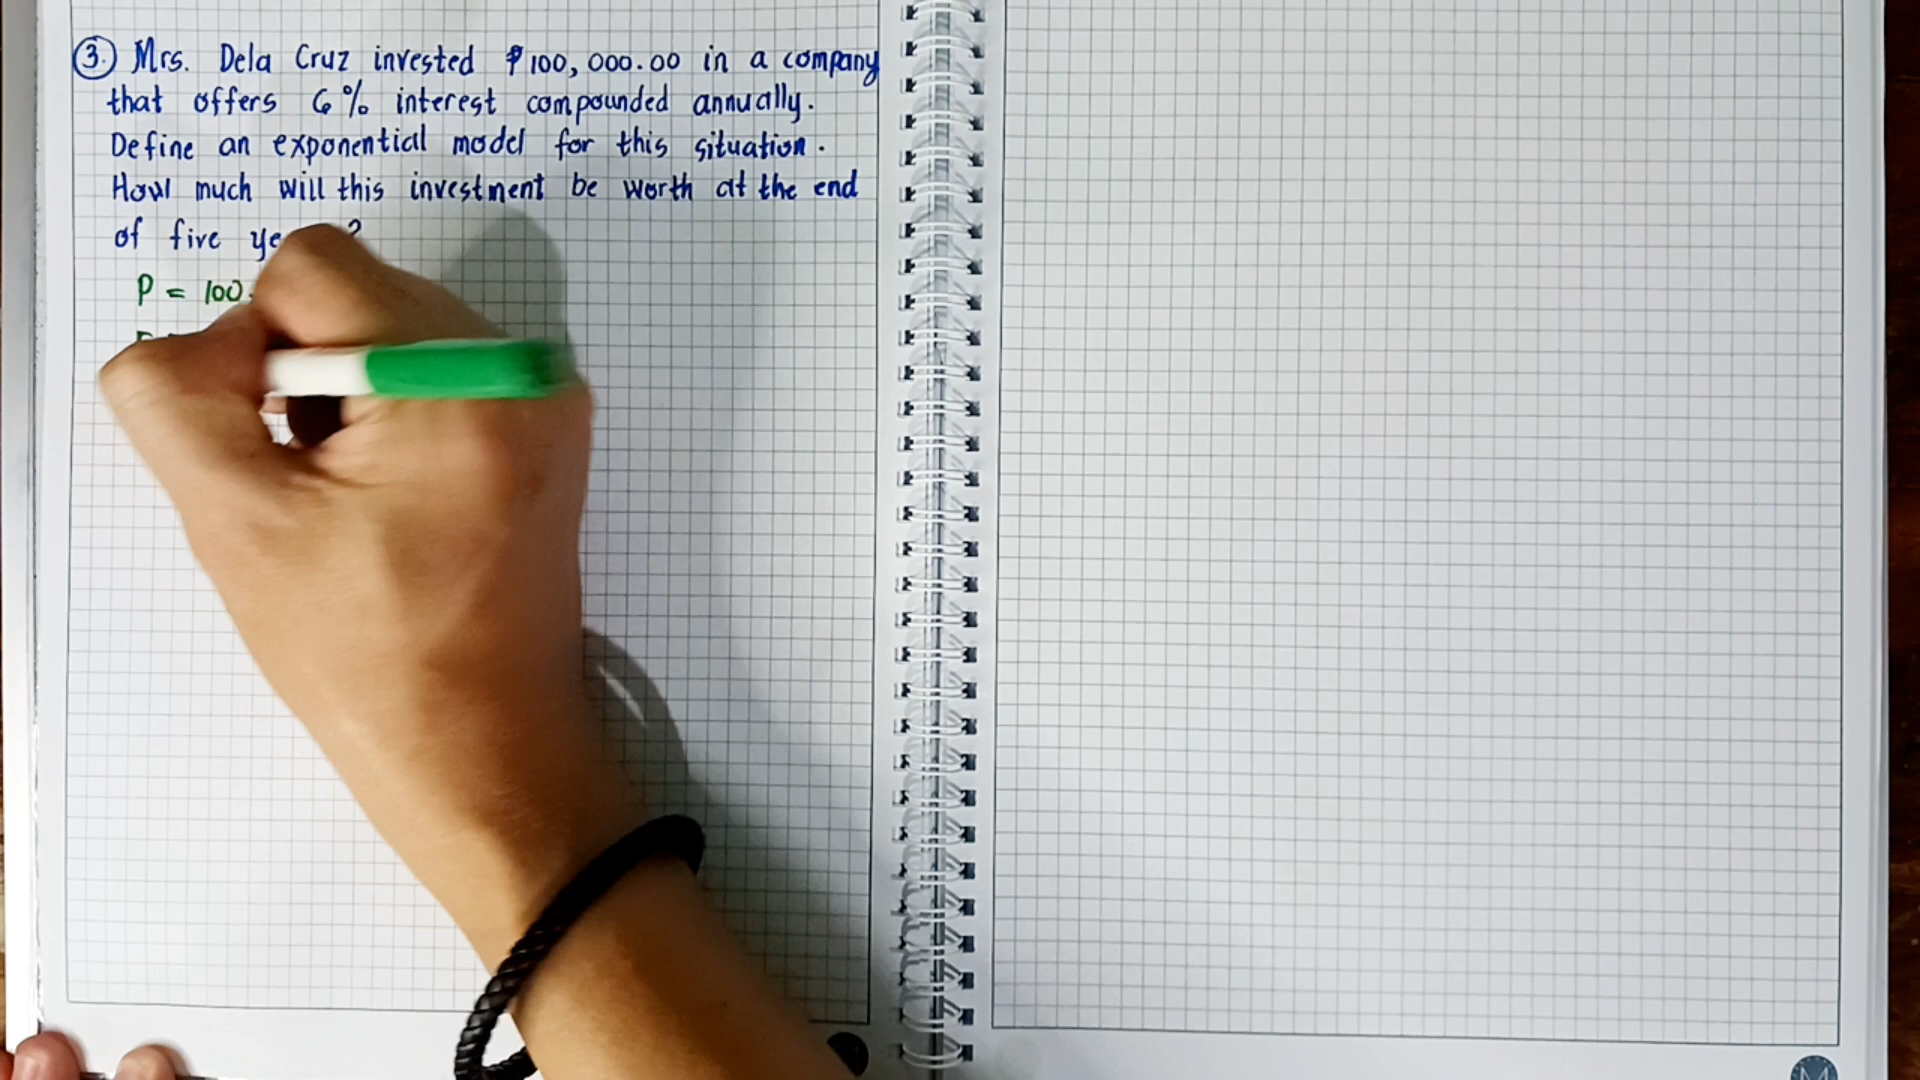 3. Mrs. Dela Cruz invested ₱100,000.00 in a company
that offers 6% interest compounded annually.
Define an exponential model for this situation.
How much will this investment be worth at the end
of five ?
P = 100